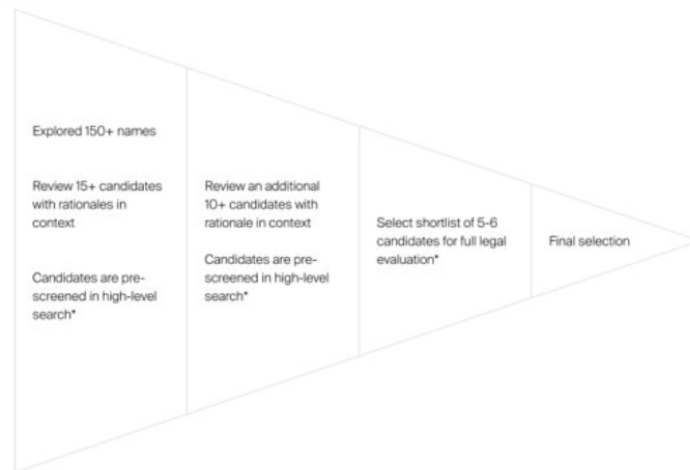 Explored 150+ names
Review 15+ candidates
with rationales in
context
Candidates are pre-
screened in high-level
search*
Review an additional
10+ candidates with
rationale in context
Candidates are pre-
screened in high-level
search*
Select shortlist of 5-6
candidates for full legal
evaluation*
Final selection